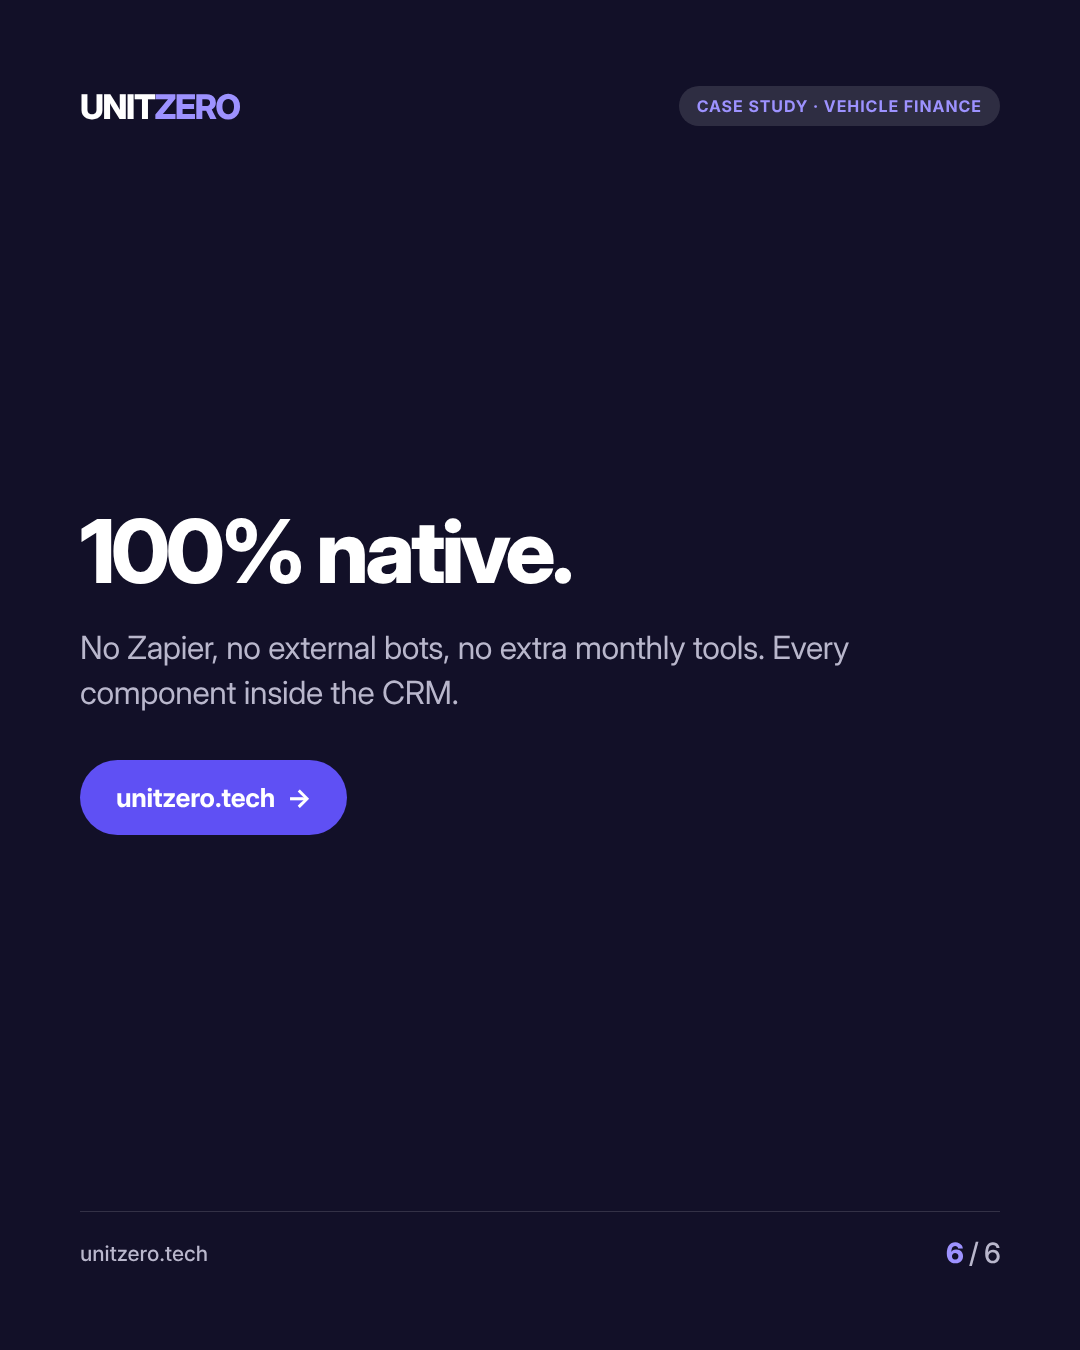 UNITZERO
CASE STUDY · VEHICLE FINANCE
100% native.
No Zapier, no external bots, no extra monthly tools. Every
component inside the CRM.
unitzero.tech →
unitzero.tech
6 / 6